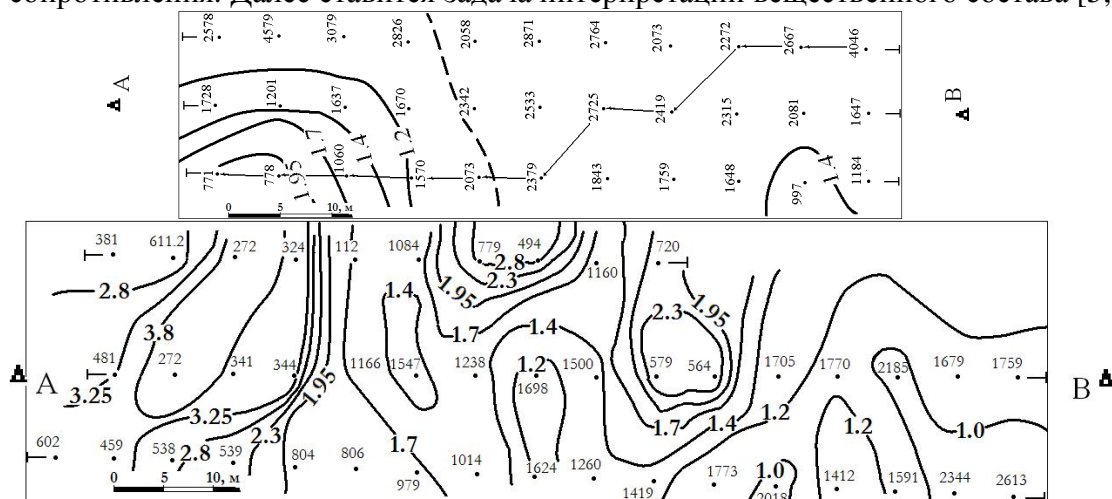 сопротивления. Далее ставится задача интерпретации вещественного состава [3,
2578 4579 3079 2826 2058 2871 2764 2073 2272 2667 4046
A B
1728 1201 1637 1670 2342 2533 2725 2419 2315 2081 1647
1.95 1.7 1.4 1.2 1.4
771 778 1060 1570 2073 2379 1843 1759 1648 997 1184
0 5 10, м
381 611.2 272 324 112 1084 779 494 1160 720
2.8 2.8 2.3 1.95 1.95
3.8 1.4 1.7 1.4 2.3
481 272 341 344 1166 1547 1238 1.2 1500 579 564 1705 1770 2185 1679 1759
A 1698 B
3.25 3.25 1.95 1.7 1.4 1.2 1.2 1.0
2.8 2.3 1.7 1.0
602 459 538 539 804 806 979 1014 1624 1260 1419 1773 2018 1412 1591 2344 2613
0 5 10, м